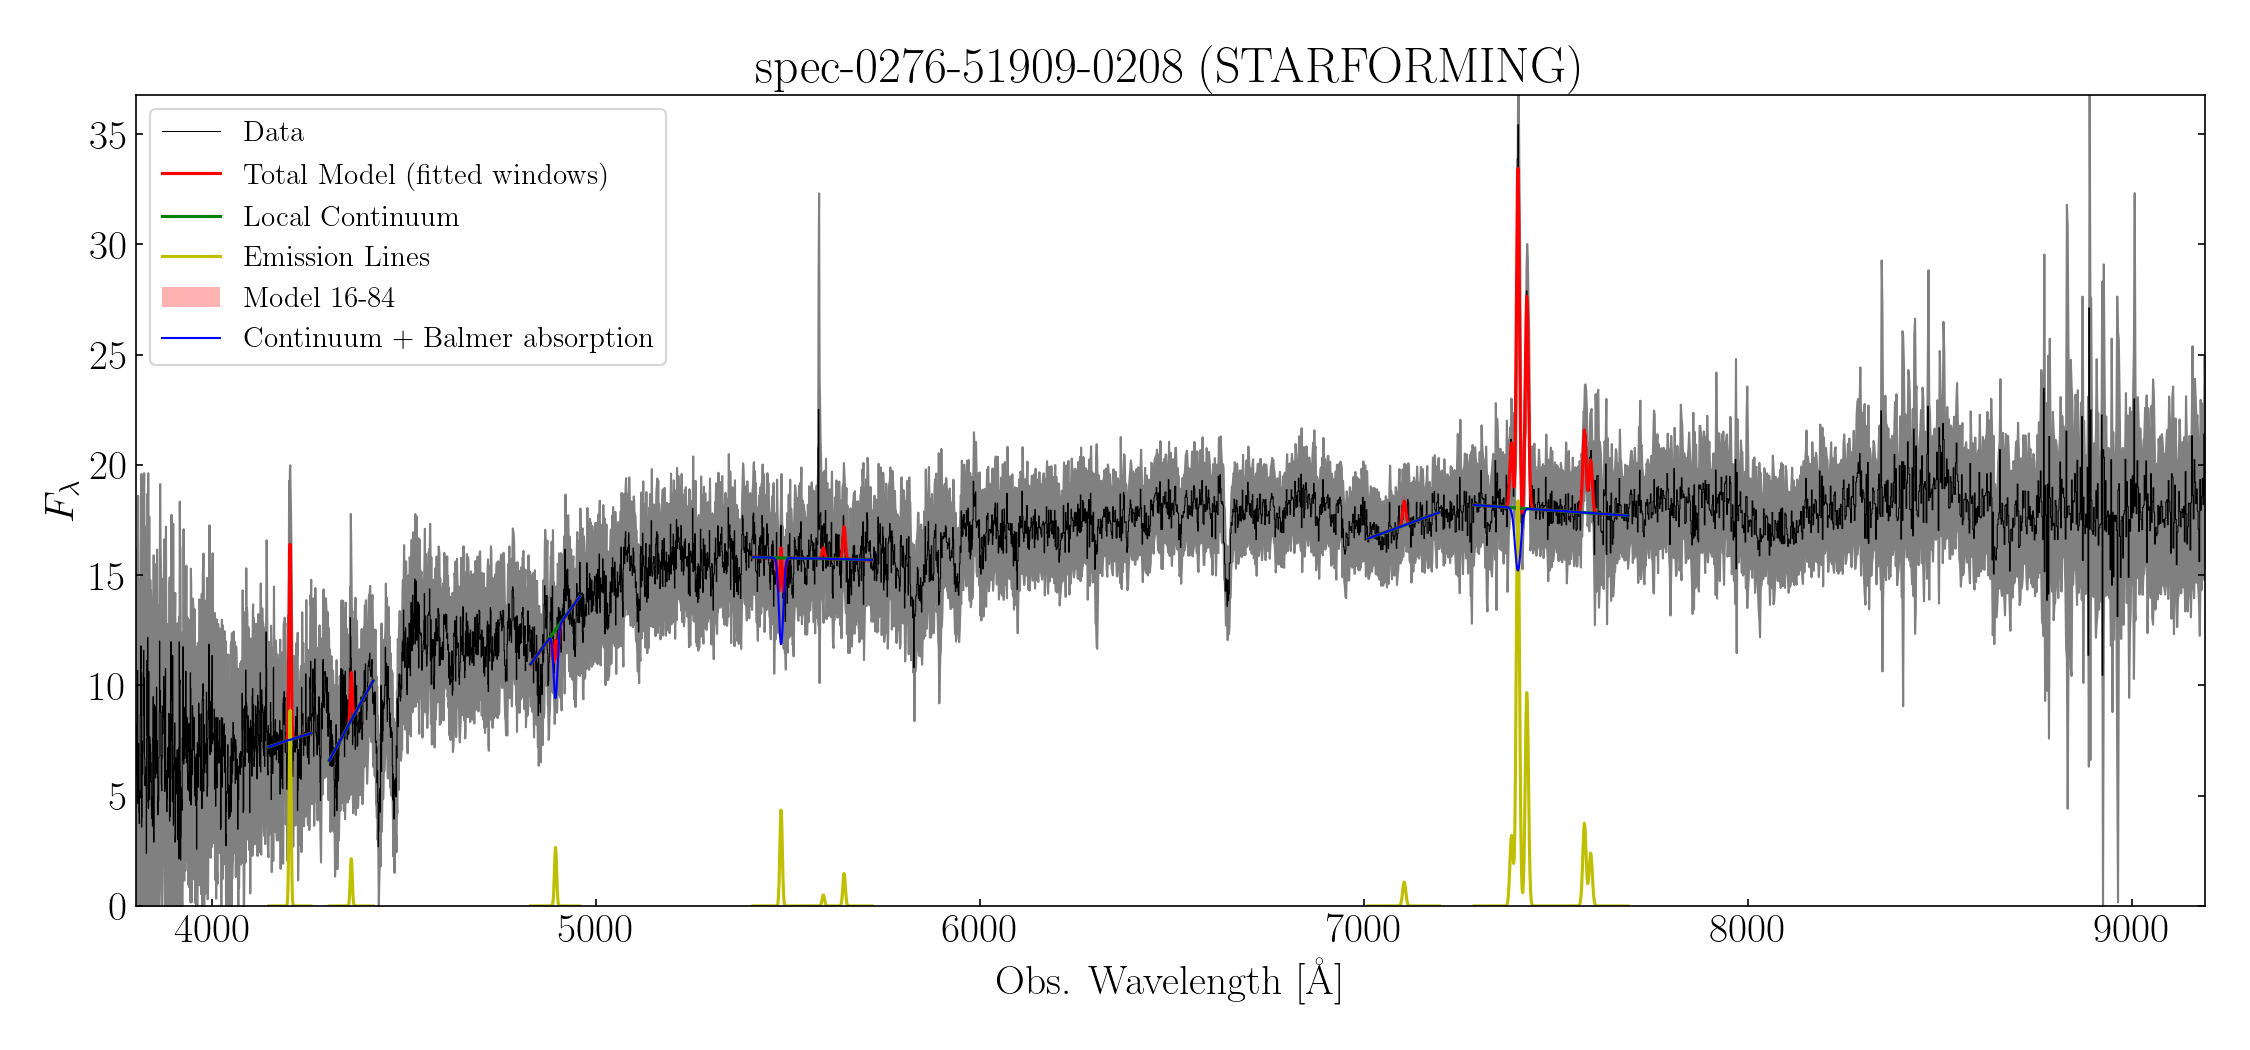 spec-0276-51909-0208 (STARFORMING)
Data
Total Model (fitted windows)
Local Continuum
Emission Lines
Model 16-84
Continuum + Balmer absorption
35
30
25
20
15
10
5
0
Fλ
4000 5000 6000 7000 8000 9000
Obs. Wavelength [Å]